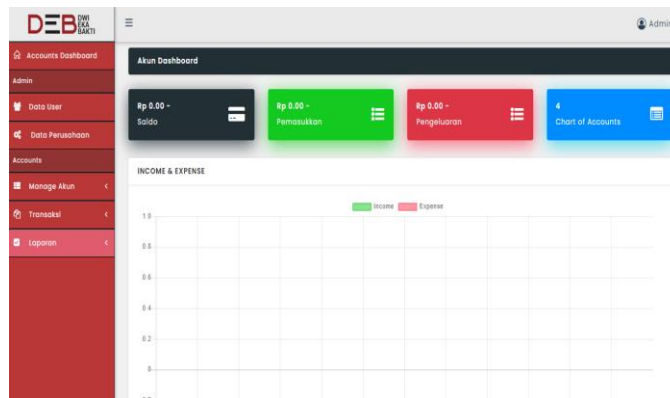 DEB DWI
EKA
BAKTI
Admin
Accounts Dashboard
Admin
Data User
Data Perusahaan
Accounts
Manage Akun
Transaksi
Laporan
Akun Dashboard
Rp 0.00 -
Saldo
Rp 0.00 -
Pemasukkan
Rp 0.00 -
Pengeluaran
4
Chart of Accounts
INCOME & EXPENSE
Income Expense
1.0
0.8
0.6
0.4
0.2
0